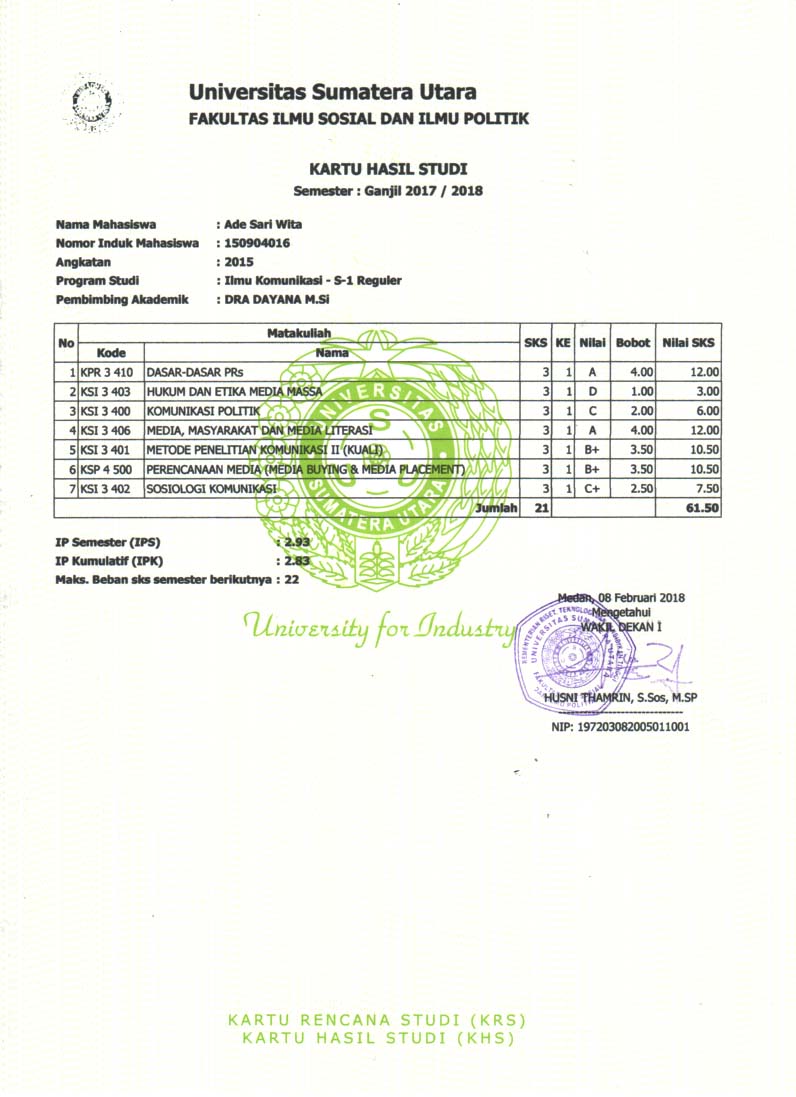 Universitas Sumatera Utara
FAKULTAS ILMU SOSIAL DAN ILMU POLITIK
KARTU HASIL STUDI
Semester : Ganjil 2017 / 2018
Nama Mahasiswa : Ade Sari Wita
Nomor Induk Mahasiswa : 150904016
Angkatan : 2015
Program Studi : Ilmu Komunikasi - S-1 Reguler
Pembimbing Akademik : DRA DAYANA M.Si
No Matakuliah SKS KE Nilai Bobot Nilai SKS
Kode Nama
1 KPR 3 410 DASAR-DASAR PRs 3 1 A 4.00 12.00
2 KSI 3 403 HUKUM DAN ETIKA MEDIA MASSA 3 1 D 1.00 3.00
3 KSI 3 400 KOMUNIKASI POLITIK 3 1 C 2.00 6.00
4 KSI 3 406 MEDIA, MASYARAKAT DAN MEDIA LITERASI 3 1 A 4.00 12.00
5 KSI 3 401 METODE PENELITIAN KOMUNIKASI II (KUALI) 3 1 B+ 3.50 10.50
6 KSP 4 500 PERENCANAAN MEDIA (MEDIA BUYING & MEDIA PLACEMENT) 3 1 B+ 3.50 10.50
7 KSI 3 402 SOSIOLOGI KOMUNIKASI 3 1 C+ 2.50 7.50
Jumlah 21 61.50
UNIVERSITAS
SUMATERA UTARA
IP Semester (IPS) : 2.93
IP Kumulatif (IPK) : 2.83
Maks. Beban sks semester berikutnya : 22
University for Industry
Medan, 08 Februari 2018
Mengetahui
WAKIL DEKAN I
UNIVERSITAS SUMATERA UTARA
HUSNI THAMRIN, S.Sos, M.SP
NIP: 197203082005011001
KARTU RENCANA STUDI (KRS)
KARTU HASIL STUDI (KHS)